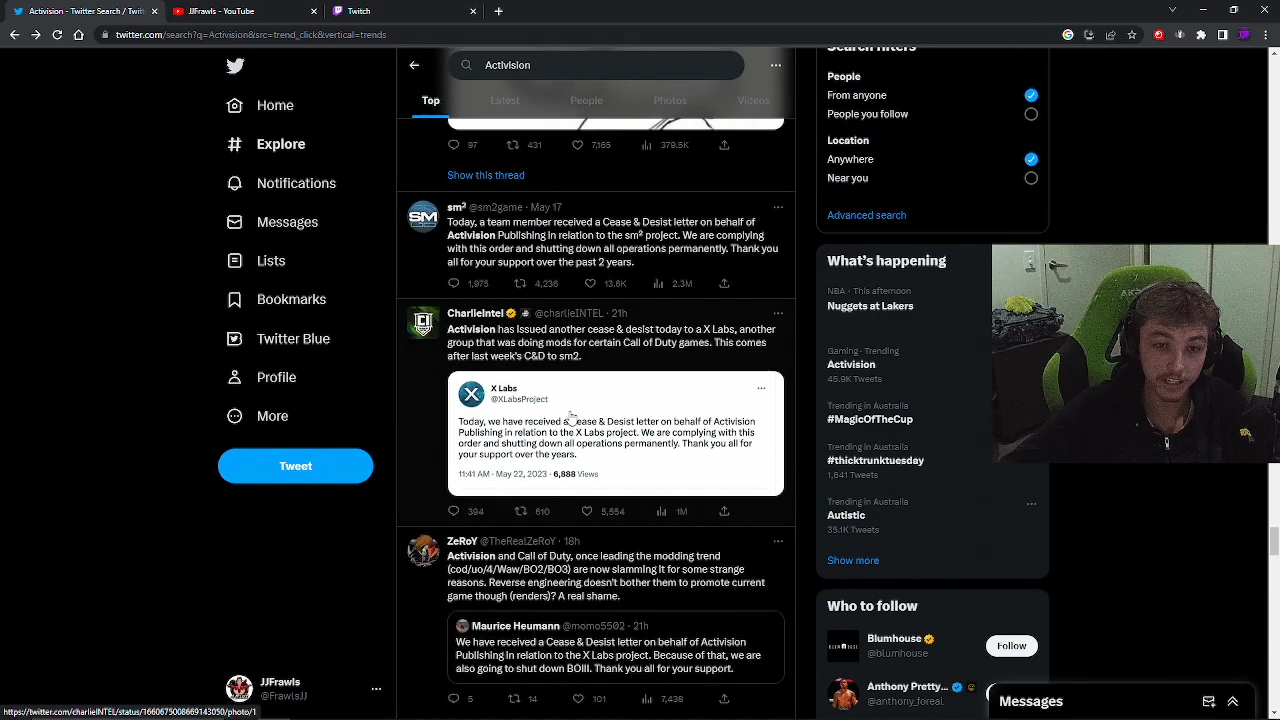 Activision - Twitter Search / Twitt
JJFrawls - YouTube
Twitch
twitter.com/search?q=Activision&src=trend_click&vertical=trends
Home
Explore
Notifications
Messages
Lists
Bookmarks
Twitter Blue
Profile
More
Tweet
JJFrawls
@FrawlsJJ
https://twitter.com/charlieINTEL/status/1660675008669143050/photo/1
Activision
Top
Latest
People
Photos
Videos
97
431
7,165
379.5K
Show this thread
sm² @sm2game · May 17
Today, a team member received a Cease & Desist letter on behalf of
Activision Publishing in relation to the sm² project. We are complying
with this order and shutting down all operations permanently. Thank you
all for your support over the past 2 years.
1,975
4,236
13.6K
2.3M
CharlieIntel @charlieINTEL · 21h
Activision has issued another cease & desist today to a X Labs, another
group that was doing mods for certain Call of Duty games. This comes
after last week's C&D to sm2.
X Labs
@XLabsProject
Today, we have received a Cease & Desist letter on behalf of Activision
Publishing in relation to the X Labs project. We are complying with this
order and shutting down all operations permanently. Thank you all for
your support over the years.
11:41 AM · May 22, 2023 · 6,888 Views
394
610
5,554
1M
ZeRoY @TheRealZeRoY · 18h
Activision and Call of Duty, once leading the modding trend
(cod/uo/4/Waw/BO2/BO3) are now slamming it for some strange
reasons. Reverse engineering doesn't bother them to promote current
game though (renders)? A real shame.
Maurice Heumann @momo5502 · 21h
We have received a Cease & Desist letter on behalf of Activision
Publishing in relation to the X Labs project. Because of that, we are
also going to shut down BOIII. Thank you all for your support.
5
14
101
7,438
Search filters
People
From anyone
People you follow
Location
Anywhere
Near you
Advanced search
What's happening
NBA · This afternoon
Nuggets at Lakers
Gaming · Trending
Activision
45.9K Tweets
Trending in Australia
#MagicOfTheCup
Trending in Australia
#thicktrunktuesday
1,641 Tweets
Trending in Australia
Autistic
35.1K Tweets
Show more
Who to follow
Blumhouse
@blumhouse
Follow
Anthony Pretty...
@anthony_foreal
Messages